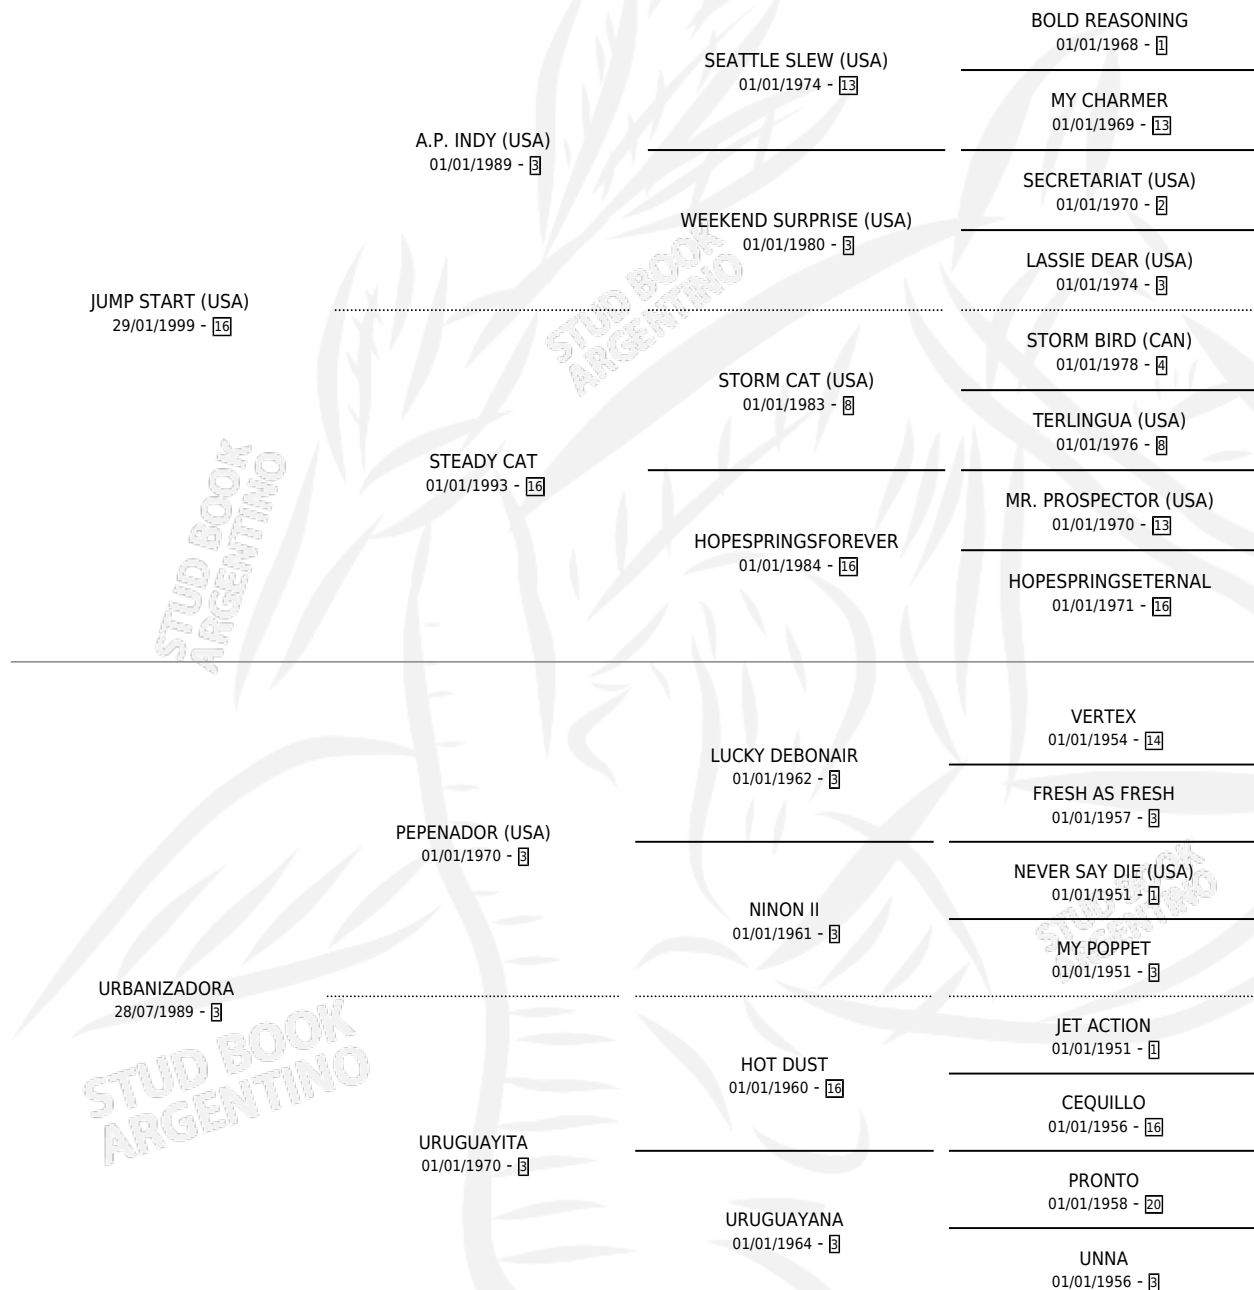 JUMP START (USA)
29/01/1999 - 16
A.P. INDY (USA)
01/01/1989 - 3
STEADY CAT
01/01/1993 - 16
SEATTLE SLEW (USA)
01/01/1974 - 13
WEEKEND SURPRISE (USA)
01/01/1980 - 3
STORM CAT (USA)
01/01/1983 - 8
HOPESPRINGSFOREVER
01/01/1984 - 16
BOLD REASONING
01/01/1968 - 1
MY CHARMER
01/01/1969 - 13
SECRETARIAT (USA)
01/01/1970 - 2
LASSIE DEAR (USA)
01/01/1974 - 3
STORM BIRD (CAN)
01/01/1978 - 4
TERLINGUA (USA)
01/01/1976 - 8
MR. PROSPECTOR (USA)
01/01/1970 - 13
HOPESPRINGSETERNAL
01/01/1971 - 16
STUD BOOK
ARGENTINO
STUD BOOK
ARGENTINO
URBANIZADORA
28/07/1989 - 3
PEPENADOR (USA)
01/01/1970 - 3
URUGUAYITA
01/01/1970 - 3
LUCKY DEBONAIR
01/01/1962 - 3
NINON II
01/01/1961 - 3
HOT DUST
01/01/1960 - 16
URUGUAYANA
01/01/1964 - 3
VERTEX
01/01/1954 - 14
FRESH AS FRESH
01/01/1957 - 3
NEVER SAY DIE (USA)
01/01/1951 - 1
MY POPPET
01/01/1951 - 3
JET ACTION
01/01/1951 - 1
CEQUILLO
01/01/1956 - 16
PRONTO
01/01/1958 - 20
UNNA
01/01/1956 - 3
STUD BOOK
ARGENTINO
STUD BOOK
ARGENTINO